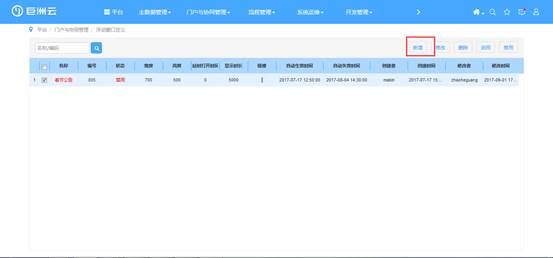 巨洲云 平台 主数据管理 门户与协同管理 流程管理 系统运维 开发管理
平台 / 门户与协同管理 / 浮动窗口定义
名称/编码 新增 修改 删除 启用 禁用
名称 编号 状态 宽度 高度 延时打开时间 显示时长 链接 自动生效时间 自动失效时间 创建者 创建时间 修改者 修改时间
1 春节公告 005 禁用 700 500 0 5000 2017-07-17 12:50:00 2017-08-04 14:30:00 2017-07-17 15... zhaoheguang 2017-09-01 17...